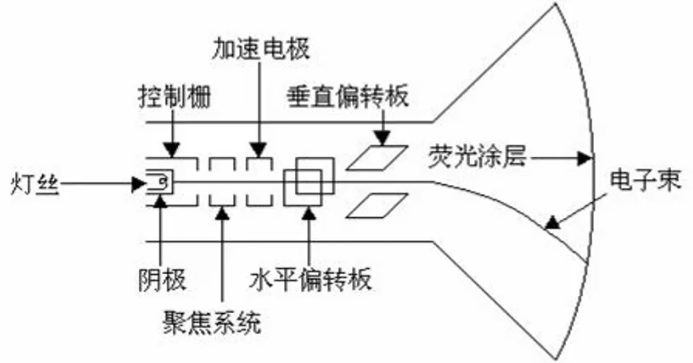 加速电极
控制栅
垂直偏转板
荧光涂层
灯丝
电子束
阴极
水平偏转板
聚焦系统